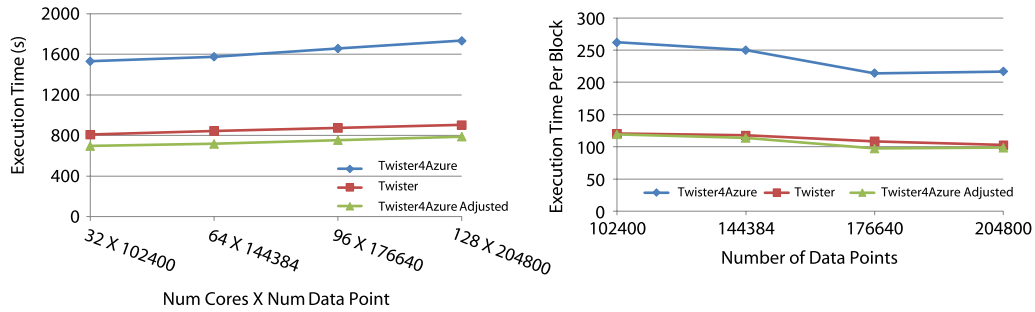 2000
1600
1200
800
400
0
Execution Time (s)
Twister4Azure
Twister
Twister4Azure Adjusted
32 X 102400
64 X 144384
96 X 176640
128 X 204800
Num Cores X Num Data Point
300
250
200
150
100
50
0
Execution Time Per Block
Twister4Azure Twister Twister4Azure Adjusted
102400 144384 176640 204800
Number of Data Points